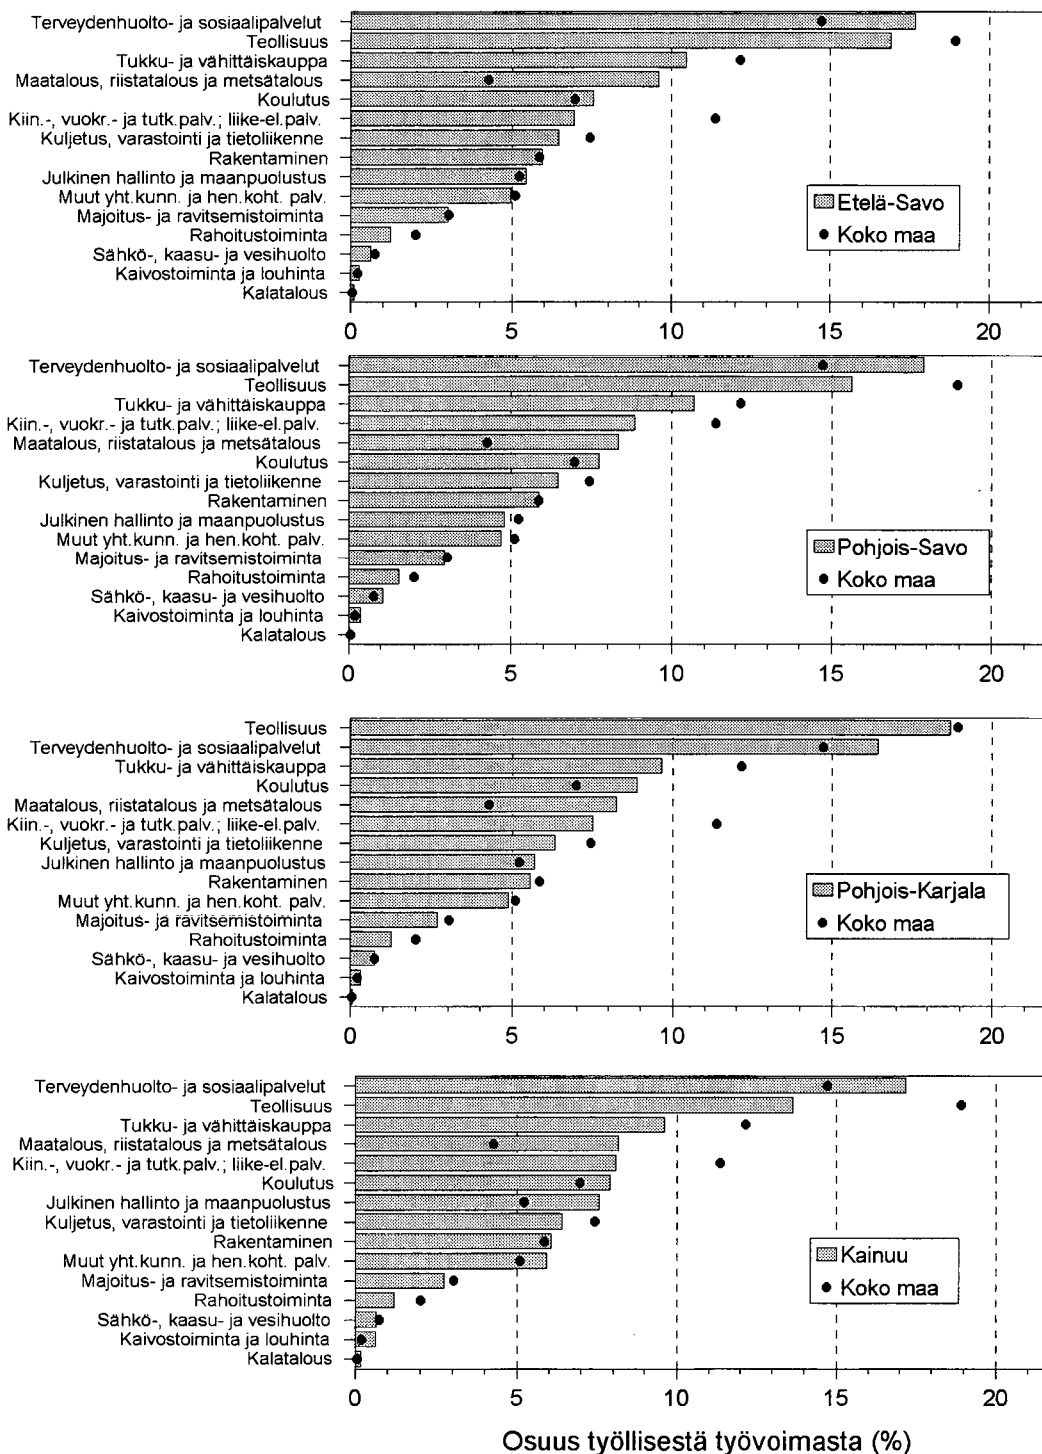 Terveydenhuolto- ja sosiaalipalvelut
Teollisuus
Tukku- ja vähittäiskauppa
Maatalous, riistatalous ja metsätalous
Koulutus
Kiin.-, vuokr.- ja tutk.palv.; liike-el.palv.
Kuljetus, varastointi ja tietoliikenne
Rakentaminen
Julkinen hallinto ja maanpuolustus
Muut yht.kunn. ja hen.koht. palv.
Majoitus- ja ravitsemistoiminta
Rahoitustoiminta
Sähkö-, kaasu- ja vesihuolto
Kaivostoiminta ja louhinta
Kalatalous
Etelä-Savo
Koko maa
0 5 10 15 20
Terveydenhuolto- ja sosiaalipalvelut
Teollisuus
Tukku- ja vähittäiskauppa
Kiin.-, vuokr.- ja tutk.palv.; liike-el.palv.
Maatalous, riistatalous ja metsätalous
Koulutus
Kuljetus, varastointi ja tietoliikenne
Rakentaminen
Julkinen hallinto ja maanpuolustus
Muut yht.kunn. ja hen.koht. palv.
Majoitus- ja ravitsemistoiminta
Rahoitustoiminta
Sähkö-, kaasu- ja vesihuolto
Kaivostoiminta ja louhinta
Kalatalous
Pohjois-Savo
Koko maa
0 5 10 15 20
Teollisuus
Terveydenhuolto- ja sosiaalipalvelut
Tukku- ja vähittäiskauppa
Koulutus
Maatalous, riistatalous ja metsätalous
Kiin.-, vuokr.- ja tutk.palv.; liike-el.palv.
Kuljetus, varastointi ja tietoliikenne
Julkinen hallinto ja maanpuolustus
Rakentaminen
Muut yht.kunn. ja hen.koht. palv.
Majoitus- ja ravitsemistoiminta
Rahoitustoiminta
Sähkö-, kaasu- ja vesihuolto
Kaivostoiminta ja louhinta
Kalatalous
Pohjois-Karjala
Koko maa
0 5 10 15 20
Terveydenhuolto- ja sosiaalipalvelut
Teollisuus
Tukku- ja vähittäiskauppa
Maatalous, riistatalous ja metsätalous
Kiin.-, vuokr.- ja tutk.palv.; liike-el.palv.
Koulutus
Julkinen hallinto ja maanpuolustus
Kuljetus, varastointi ja tietoliikenne
Rakentaminen
Muut yht.kunn. ja hen.koht. palv.
Majoitus- ja ravitsemistoiminta
Rahoitustoiminta
Sähkö-, kaasu- ja vesihuolto
Kaivostoiminta ja louhinta
Kalatalous
Kainuu
Koko maa
0 5 10 15 20
Osuus työllisestä työvoimasta (%)